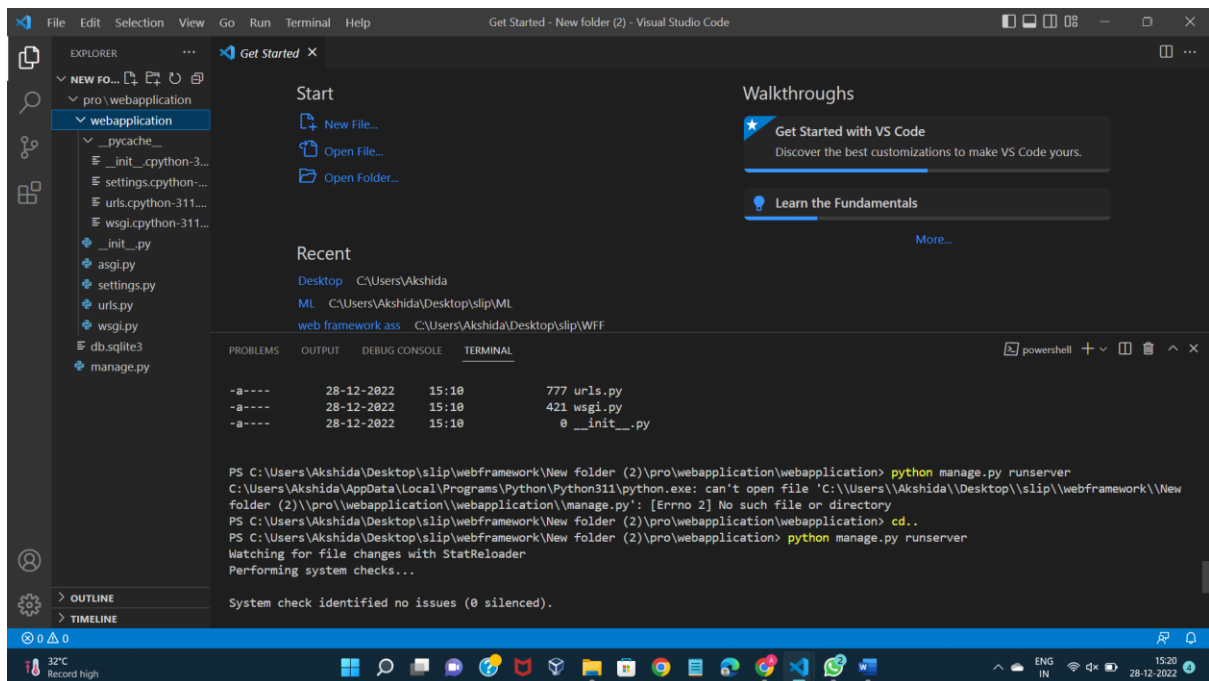 File Edit Selection View Go Run Terminal Help
Get Started - New folder (2) - Visual Studio Code
EXPLORER
NEW FO...
pro\webapplication
webapplication
__pycache__
__init__.cpython-3...
settings.cpython-...
urls.cpython-311....
wsgi.cpython-311...
__init__.py
asgi.py
settings.py
urls.py
wsgi.py
db.sqlite3
manage.py
OUTLINE
TIMELINE
Get Started
Start
New File...
Open File...
Open Folder...
Recent
Desktop C:\Users\Akshida
ML C:\Users\Akshida\Desktop\slip\ML
web framework ass C:\Users\Akshida\Desktop\slip\WFF
Walkthroughs
Get Started with VS Code
Discover the best customizations to make VS Code yours.
Learn the Fundamentals
More...
PROBLEMS OUTPUT DEBUG CONSOLE TERMINAL
powershell
-a---- 28-12-2022 15:10 777 urls.py
-a---- 28-12-2022 15:10 421 wsgi.py
-a---- 28-12-2022 15:10 0 __init__.py
PS C:\Users\Akshida\Desktop\slip\webframework\New folder (2)\pro\webapplication\webapplication> python manage.py runserver
C:\Users\Akshida\AppData\Local\Programs\Python\Python311\python.exe: can't open file 'C:\\Users\\Akshida\\Desktop\\slip\\webframework\\New
folder (2)\\pro\\webapplication\\webapplication\\manage.py': [Errno 2] No such file or directory
PS C:\Users\Akshida\Desktop\slip\webframework\New folder (2)\pro\webapplication\webapplication> cd..
PS C:\Users\Akshida\Desktop\slip\webframework\New folder (2)\pro\webapplication> python manage.py runserver
Watching for file changes with StatReloader
Performing system checks...
System check identified no issues (0 silenced).
0 0
32°C
Record high
ENG
IN
15:20
28-12-2022
4